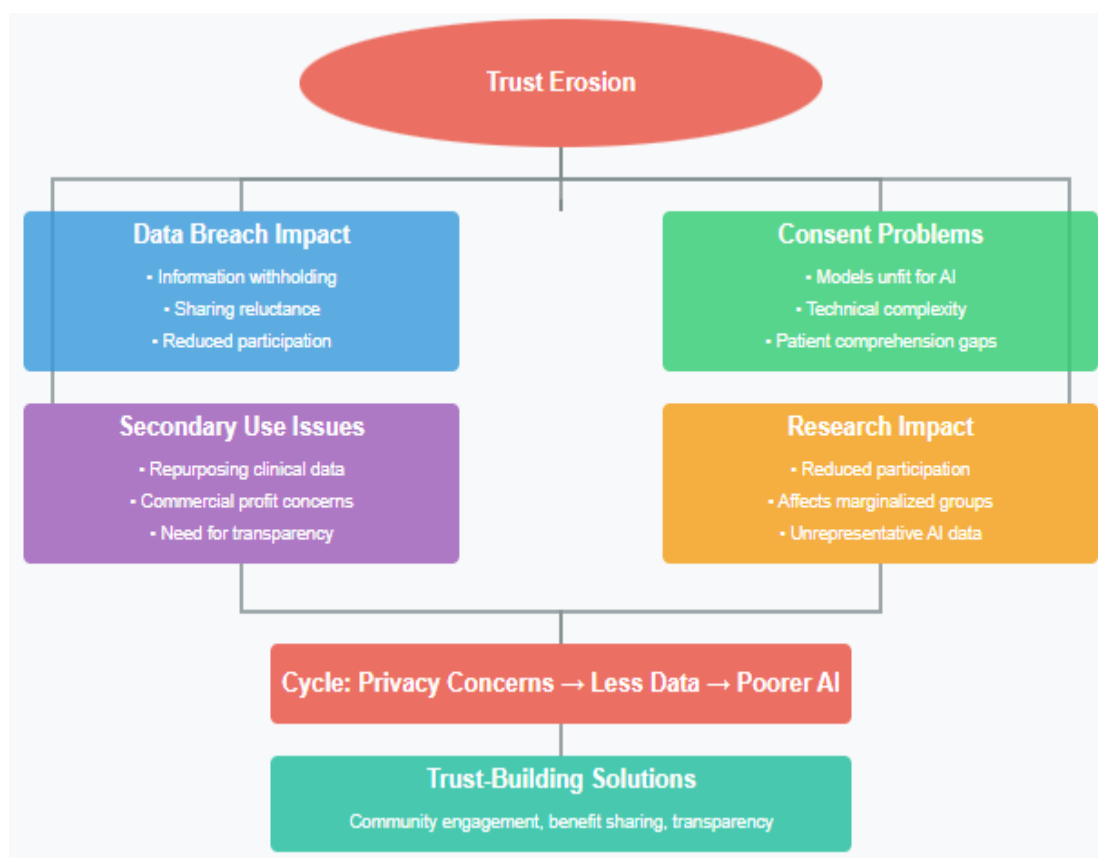 Trust Erosion
Data Breach Impact
▪ Information withholding
▪ Sharing reluctance
▪ Reduced participation
Consent Problems
▪ Models unfit for AI
▪ Technical complexity
▪ Patient comprehension gaps
Secondary Use Issues
▪ Repurposing clinical data
▪ Commercial profit concerns
▪ Need for transparency
Research Impact
▪ Reduced participation
▪ Affects marginalized groups
▪ Unrepresentative AI data
Cycle: Privacy Concerns → Less Data → Poorer AI
Trust-Building Solutions
Community engagement, benefit sharing, transparency